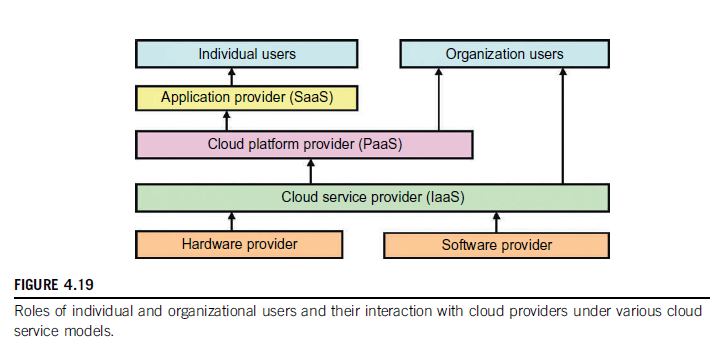 Individual users
Organization users
Application provider (SaaS)
Cloud platform provider (PaaS)
Cloud service provider (IaaS)
Hardware provider
Software provider
FIGURE 4.19
Roles of individual and organizational users and their interaction with cloud providers under various cloud
service models.